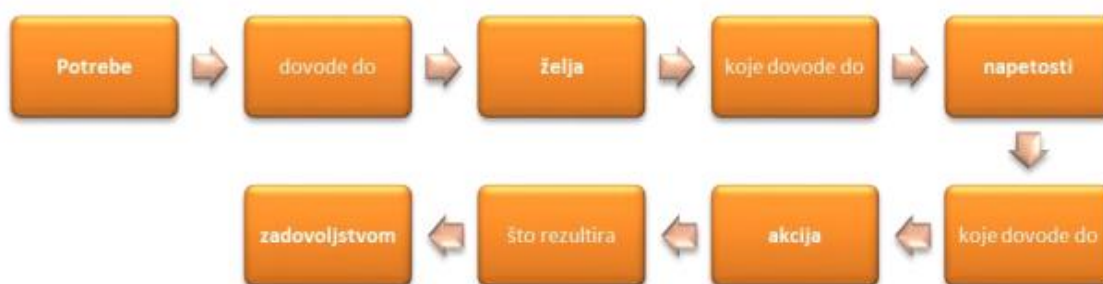 Potrebe
dovode do
želja
koje dovode do
napetosti
koje dovode do
akcija
što rezultira
zadovoljstvom